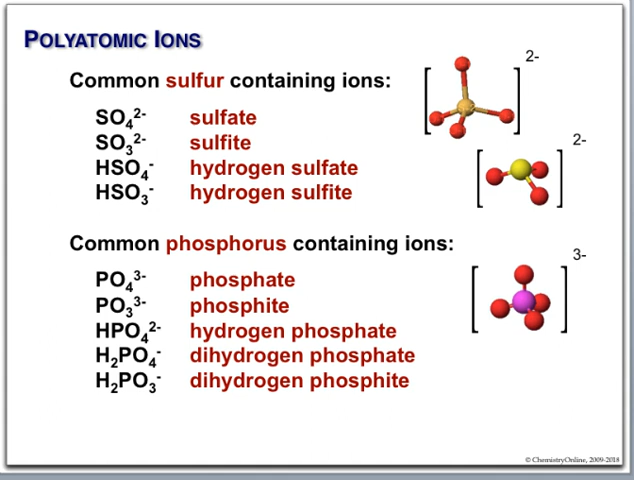 POLYATOMIC IONS
Common sulfur containing ions:
2-
SO₄²⁻ sulfate
SO₃²⁻ sulfite
2-
HSO₄⁻ hydrogen sulfate
HSO₃⁻ hydrogen sulfite
Common phosphorus containing ions:
3-
PO₄³⁻ phosphate
PO₃³⁻ phosphite
HPO₄²⁻ hydrogen phosphate
H₂PO₄⁻ dihydrogen phosphate
H₂PO₃⁻ dihydrogen phosphite
© ChemistryOnline, 2009-2018